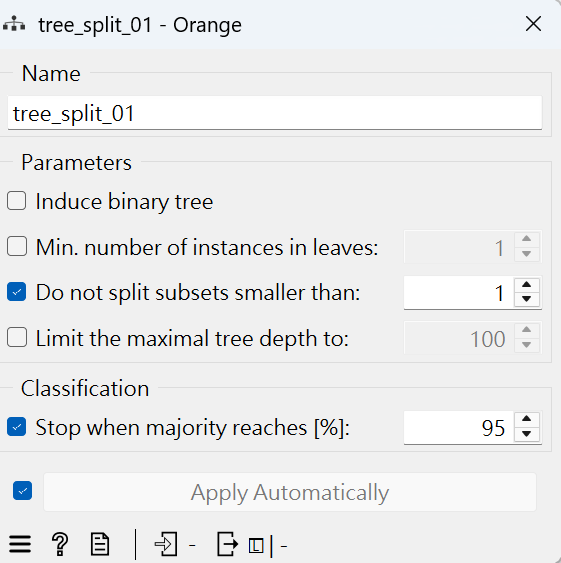 tree_split_01 - Orange
Name
tree_split_01
Parameters
Induce binary tree
Min. number of instances in leaves: 1
Do not split subsets smaller than: 1
Limit the maximal tree depth to: 100
Classification
Stop when majority reaches [%]: 95
Apply Automatically
? | - L | -